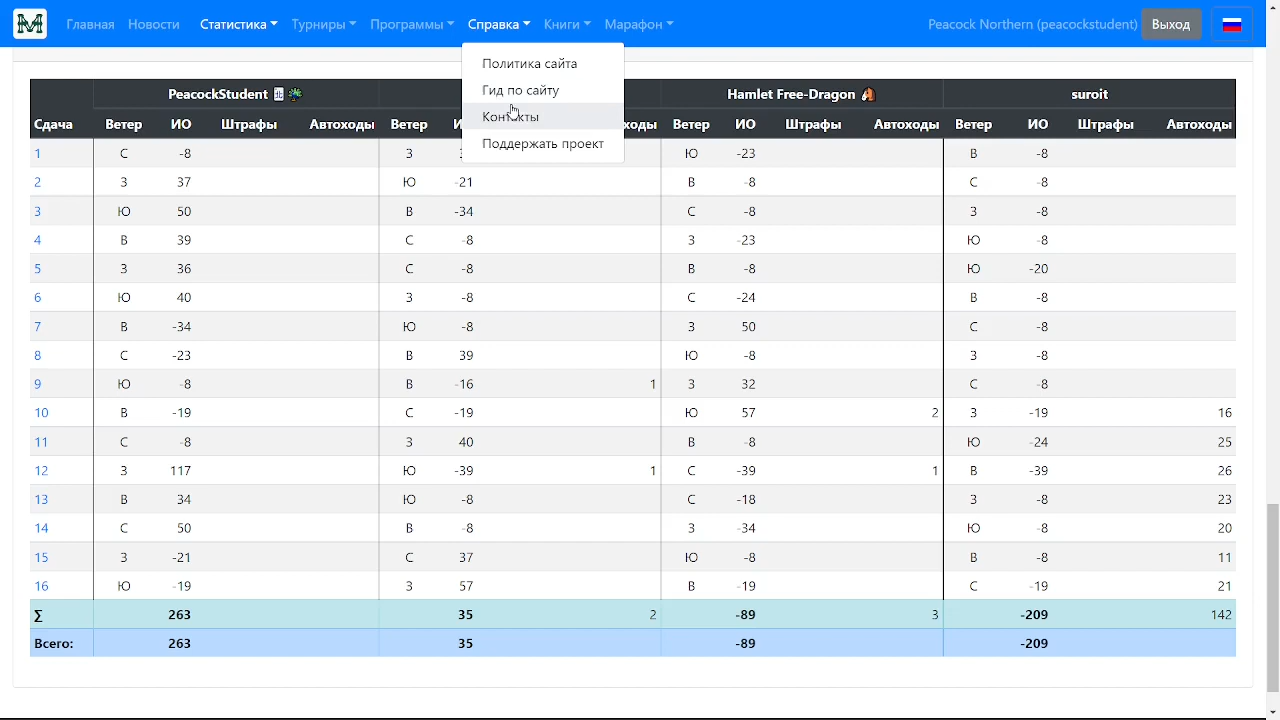 Главная Новости Статистика Турниры Программы Справка Книги Марафон Peacock Northern (peacockstudent) Выход
Политика сайта
Гид по сайту
Контакты
Поддержать проект
PeacockStudent Hamlet Free-Dragon suroit
Сдача Ветер ИО Штрафы Автоходы Ветер Ветер ИО Штрафы Автоходы Ветер ИО Штрафы Автоходы
1 С -8 З Ю -23 В -8
2 З 37 Ю -21 В -8 С -8
3 Ю 50 В -34 С -8 З -8
4 В 39 С -8 З -23 Ю -8
5 З 36 С -8 В -8 Ю -20
6 Ю 40 З -8 С -24 В -8
7 В -34 Ю -8 З 50 С -8
8 С -23 В 39 Ю -8 З -8
9 Ю -8 В -16 1 З 32 С -8
10 В -19 С -19 Ю 57 2 З -19 16
11 С -8 З 40 В -8 Ю -24 25
12 З 117 Ю -39 1 С -39 1 В -39 26
13 В 34 Ю -8 С -18 З -8 23
14 С 50 В -8 З -34 Ю -8 20
15 З -21 С 37 Ю -8 В -8 11
16 Ю -19 З 57 В -19 С -19 21
∑ 263 35 2 -89 3 -209 142
Всего: 263 35 -89 -209